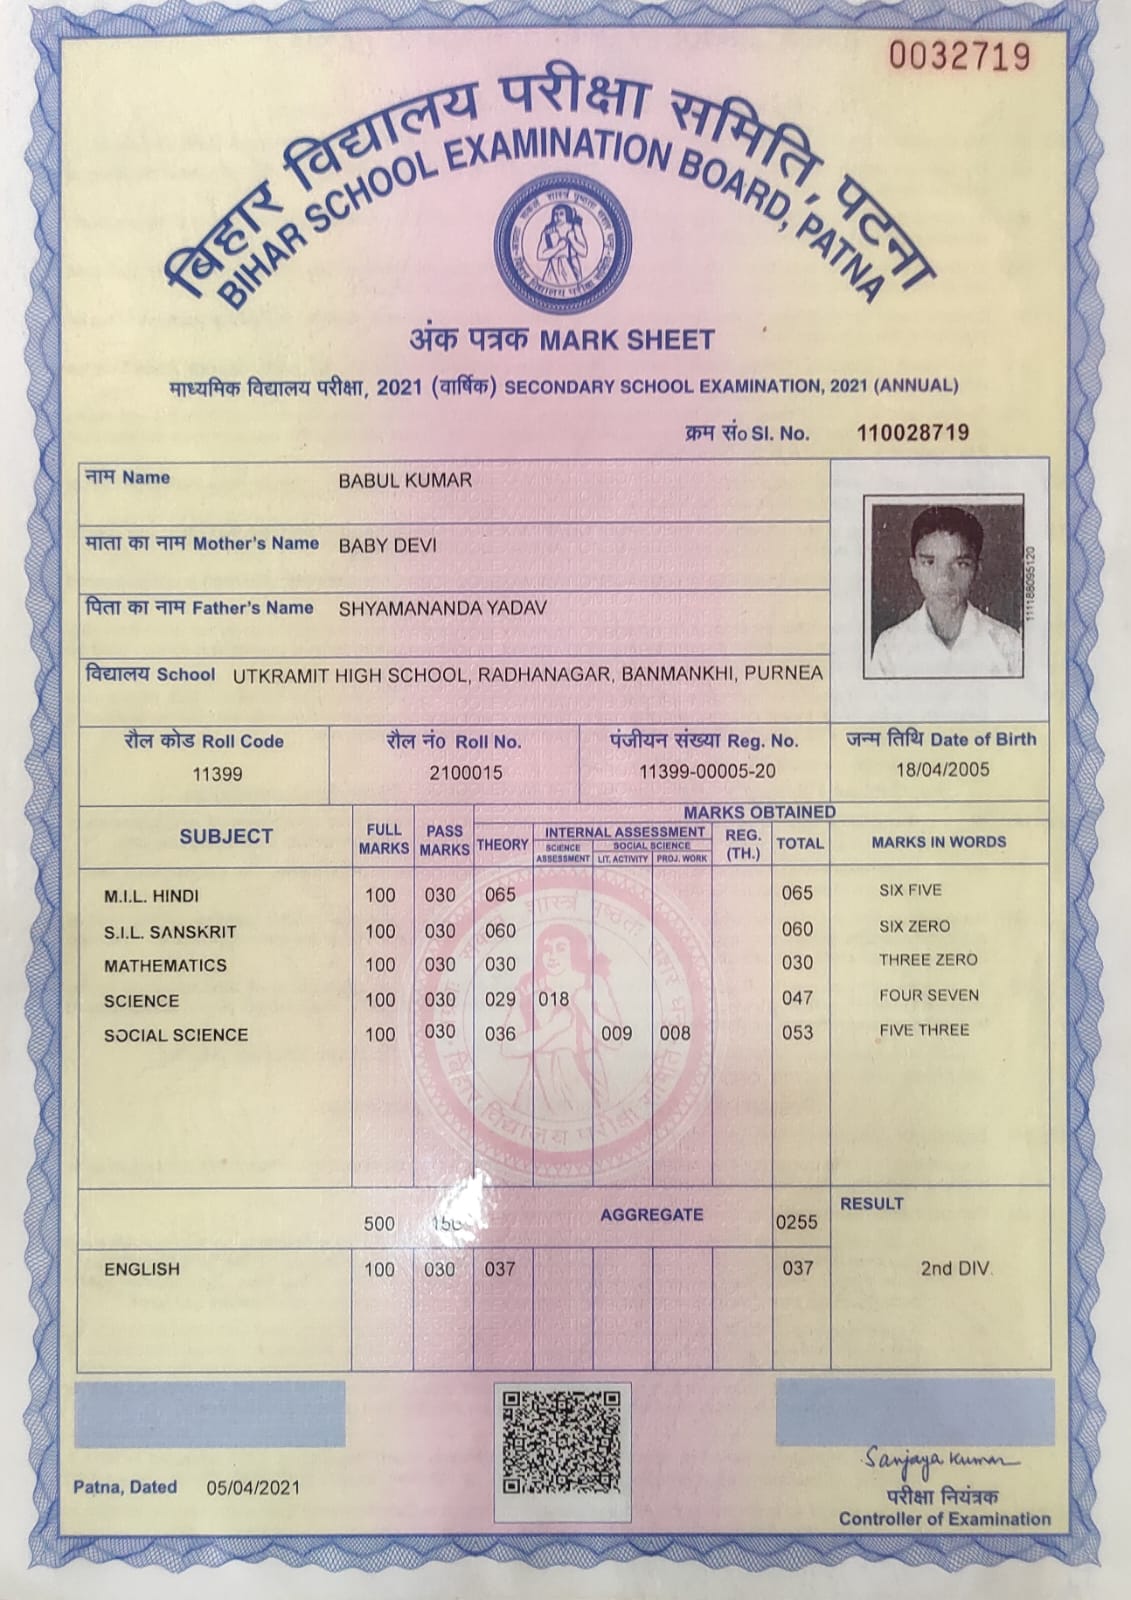 0032719
बिहार विद्यालय परीक्षा समिति, पटना
BIHAR SCHOOL EXAMINATION BOARD, PATNA
अंक पत्रक MARK SHEET
माध्यमिक विद्यालय परीक्षा, 2021 (वार्षिक) SECONDARY SCHOOL EXAMINATION, 2021 (ANNUAL)
क्रम सं० Sl. No. 110028719
नाम Name BABUL KUMAR
माता का नाम Mother's Name BABY DEVI
पिता का नाम Father's Name SHYAMANANDA YADAV
विद्यालय School UTKRAMIT HIGH SCHOOL, RADHANAGAR, BANMANKHI, PURNEA
111188095120
रौल कोड Roll Code रौल नं० Roll No. पंजीयन संख्या Reg. No. जन्म तिथि Date of Birth
11399 2100015 11399-00005-20 18/04/2005
MARKS OBTAINED
SUBJECT FULL MARKS PASS MARKS THEORY INTERNAL ASSESSMENT REG. (TH.) TOTAL MARKS IN WORDS
SCIENCE ASSESSMENT SOCIAL SCIENCE
LIT. ACTIVITY PROJ. WORK
M.I.L. HINDI 100 030 065 065 SIX FIVE
S.I.L. SANSKRIT 100 030 060 060 SIX ZERO
MATHEMATICS 100 030 030 030 THREE ZERO
SCIENCE 100 030 029 018 047 FOUR SEVEN
SOCIAL SCIENCE 100 030 036 009 008 053 FIVE THREE
500 AGGREGATE 0255 RESULT
ENGLISH 100 030 037 037 2nd DIV.
Patna, Dated 05/04/2021
Sanjaya Kumar
परीक्षा नियंत्रक
Controller of Examination